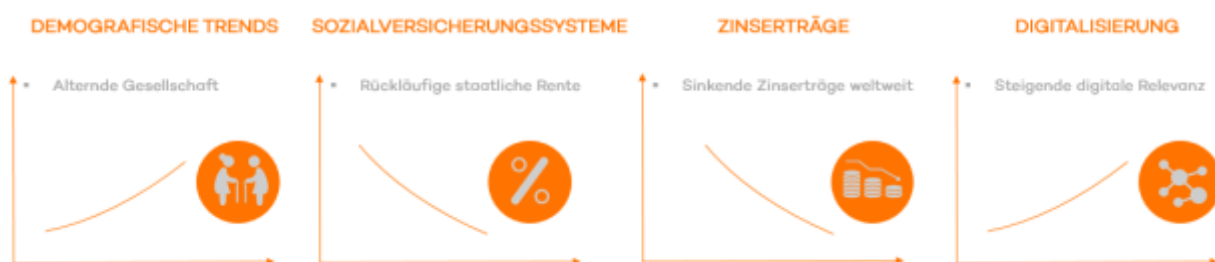 DEMOGRAFISCHE TRENDS
▪ Alternde Gesellschaft
SOZIALVERSICHERUNGSSYSTEME
▪ Rückläufige staatliche Rente
ZINSERTRÄGE
▪ Sinkende Zinserträge weltweit
DIGITALISIERUNG
▪ Steigende digitale Relevanz